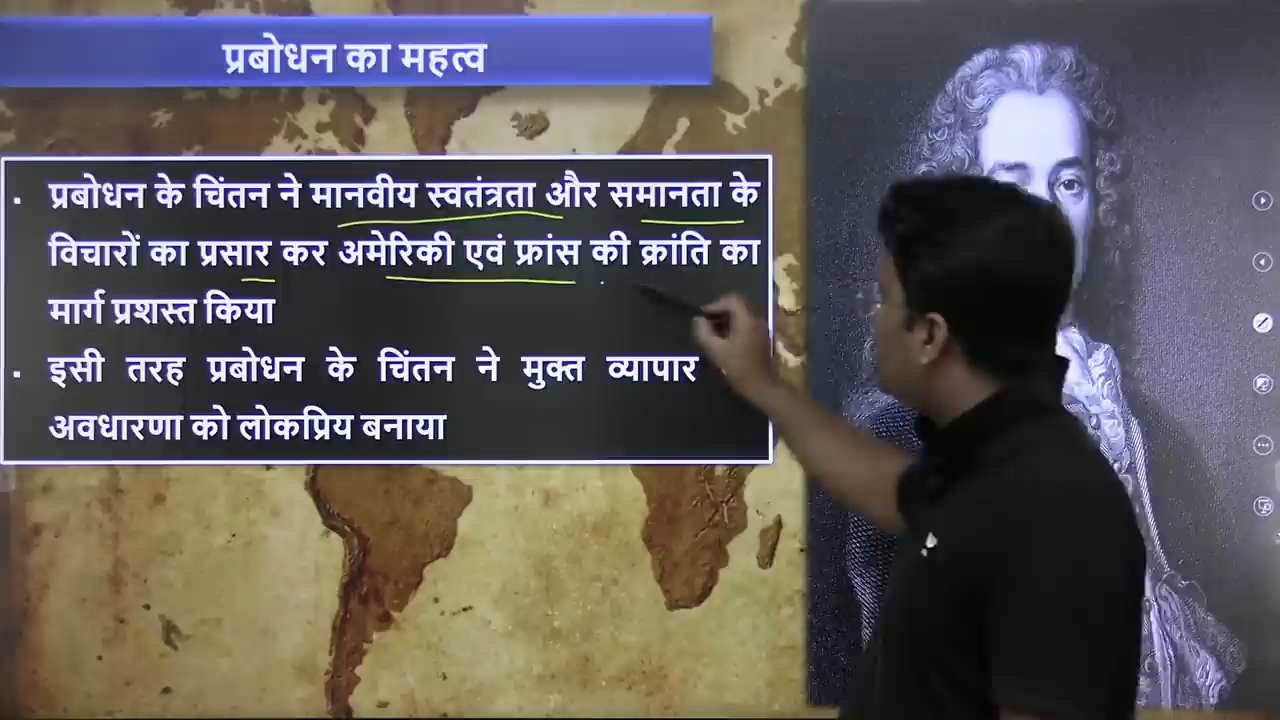 प्रबोधन का महत्व
. प्रबोधन के चिंतन ने मानवीय स्वतंत्रता और समानता के
विचारों का प्रसार कर अमेरिकी एवं फ्रांस की क्रांति का
मार्ग प्रशस्त किया
. इसी तरह प्रबोधन के चिंतन ने मुक्त व्यापार
अवधारणा को लोकप्रिय बनाया